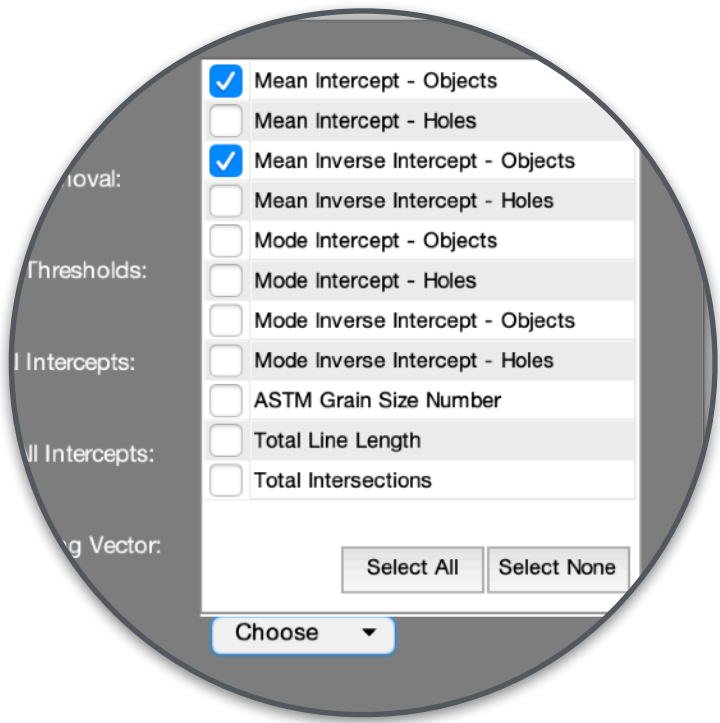 Mean Intercept - Objects
Mean Intercept - Holes
Mean Inverse Intercept - Objects
Mean Inverse Intercept - Holes
Mode Intercept - Objects
Mode Intercept - Holes
Mode Inverse Intercept - Objects
Mode Inverse Intercept - Holes
ASTM Grain Size Number
Total Line Length
Total Intersections
Thresholds:
Intercepts:
Intercepts:
Vector:
Select All Select None
Choose